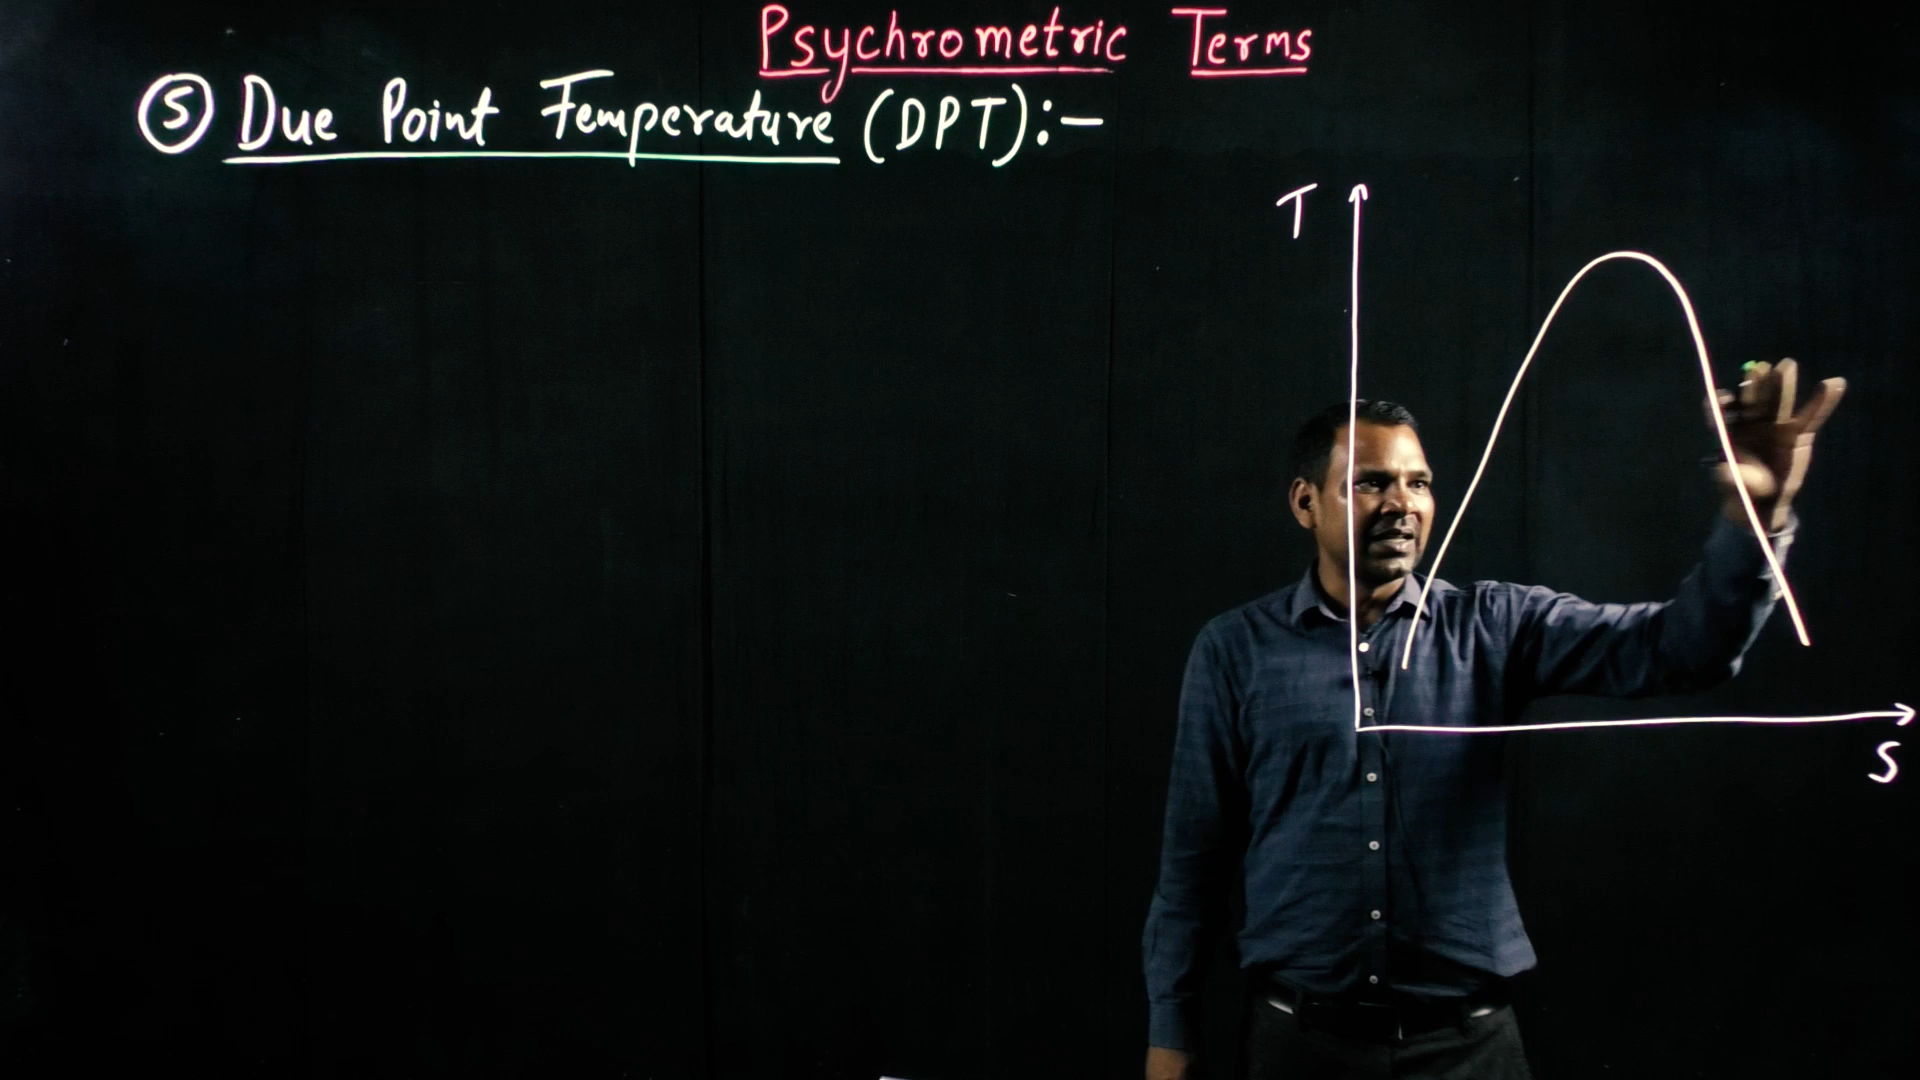 Psychrometric Terms
⑤ Due Point Temperature (DPT):-
T
S